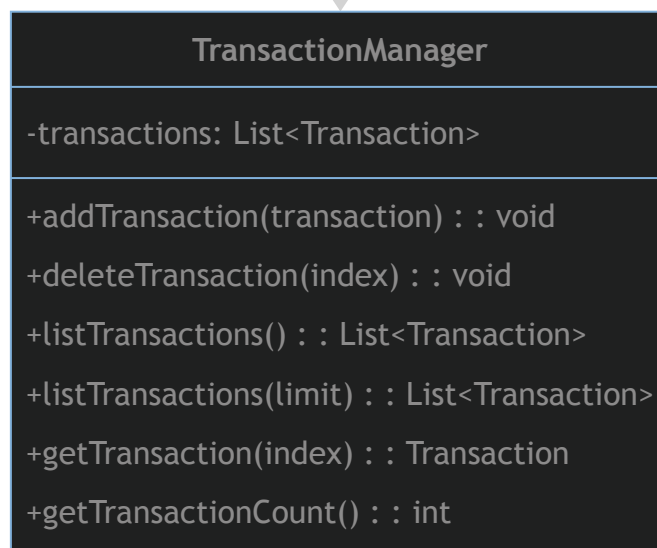 TransactionManager
-transactions: List<Transaction>
+addTransaction(transaction) : : void
+deleteTransaction(index) : : void
+listTransactions() : : List<Transaction>
+listTransactions(limit) : : List<Transaction>
+getTransaction(index) : : Transaction
+getTransactionCount() : : int